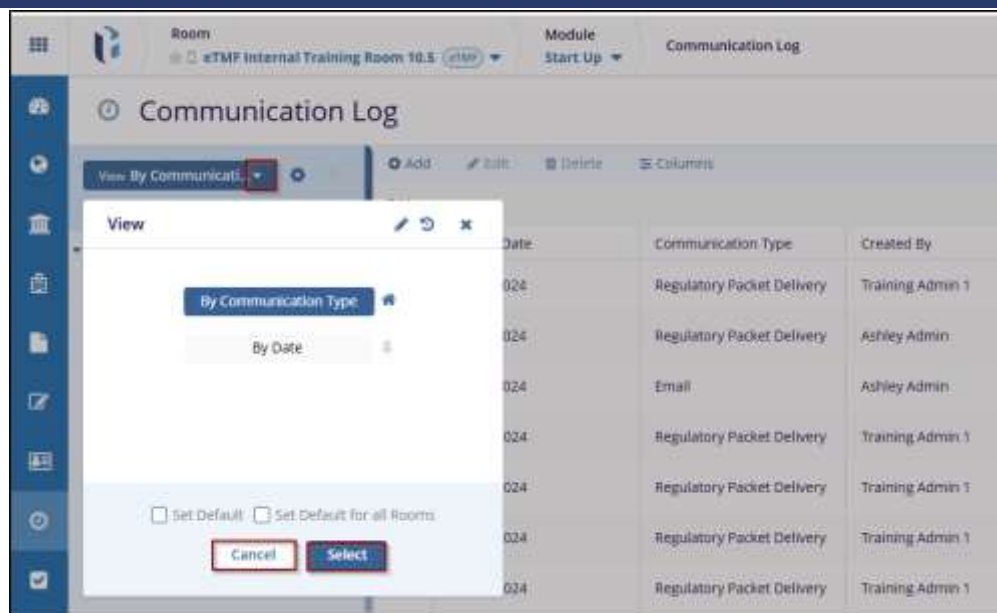 Room
Module
eTMF Internal Training Room 10.5 eTMF
Start Up
Communication Log
Communication Log
View By Communicati...
Add Edit Delete Columns
View
Date Communication Type Created By
By Communication Type
By Date
024 Regulatory Packet Delivery Training Admin 1
024 Regulatory Packet Delivery Ashley Admin
024 Email Ashley Admin
024 Regulatory Packet Delivery Training Admin 1
024 Regulatory Packet Delivery Training Admin 1
024 Regulatory Packet Delivery Training Admin 1
024 Regulatory Packet Delivery Training Admin 1
Set Default Set Default for all Rooms
Cancel Select